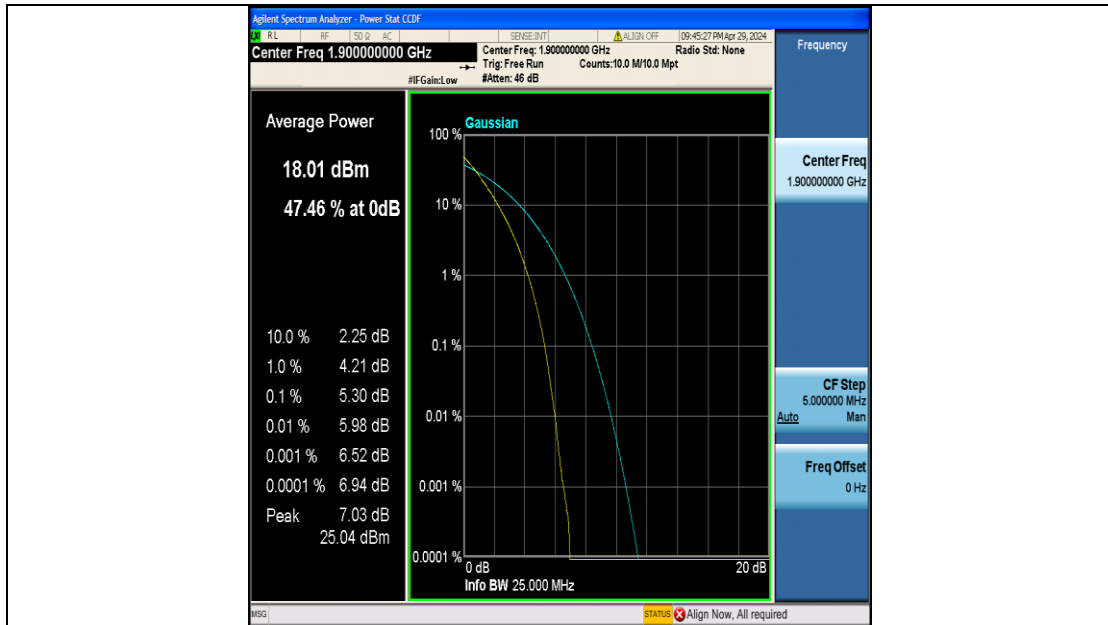 Agilent Spectrum Analyzer - Power Stat CCDF
RL RF 50 Ω AC SENSE:INT ALIGN OFF 09:45:27 PM Apr 29, 2024
Center Freq 1.900000000 GHz
Center Freq: 1.900000000 GHz Radio Std: None
Trig: Free Run Counts:10.0 M/10.0 Mpt
#IFGain:Low #Atten: 46 dB
Average Power
18.01 dBm
47.46 % at 0dB
10.0 % 2.25 dB
1.0 % 4.21 dB
0.1 % 5.30 dB
0.01 % 5.98 dB
0.001 % 6.52 dB
0.0001 % 6.94 dB
Peak 7.03 dB
25.04 dBm
Gaussian
100 %
10 %
1 %
0.1 %
0.01 %
0.001 %
0.0001 %
0 dB 20 dB
Info BW 25.000 MHz
Frequency
Center Freq
1.900000000 GHz
CF Step
5.000000 MHz
Auto Man
Freq Offset
0 Hz
MSG STATUS Align Now, All required